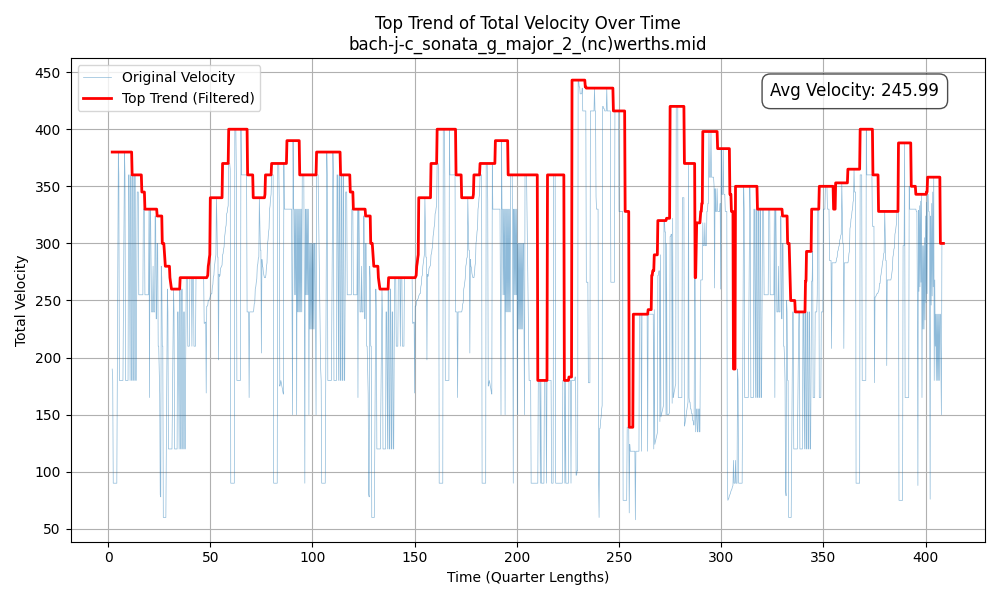 Top Trend of Total Velocity Over Time
bach-j-c_sonata_g_major_2_(nc)werths.mid
Original Velocity
Top Trend (Filtered)
Avg Velocity: 245.99
Total Velocity
450
400
350
300
250
200
150
100
50
0 50 100 150 200 250 300 350 400
Time (Quarter Lengths)